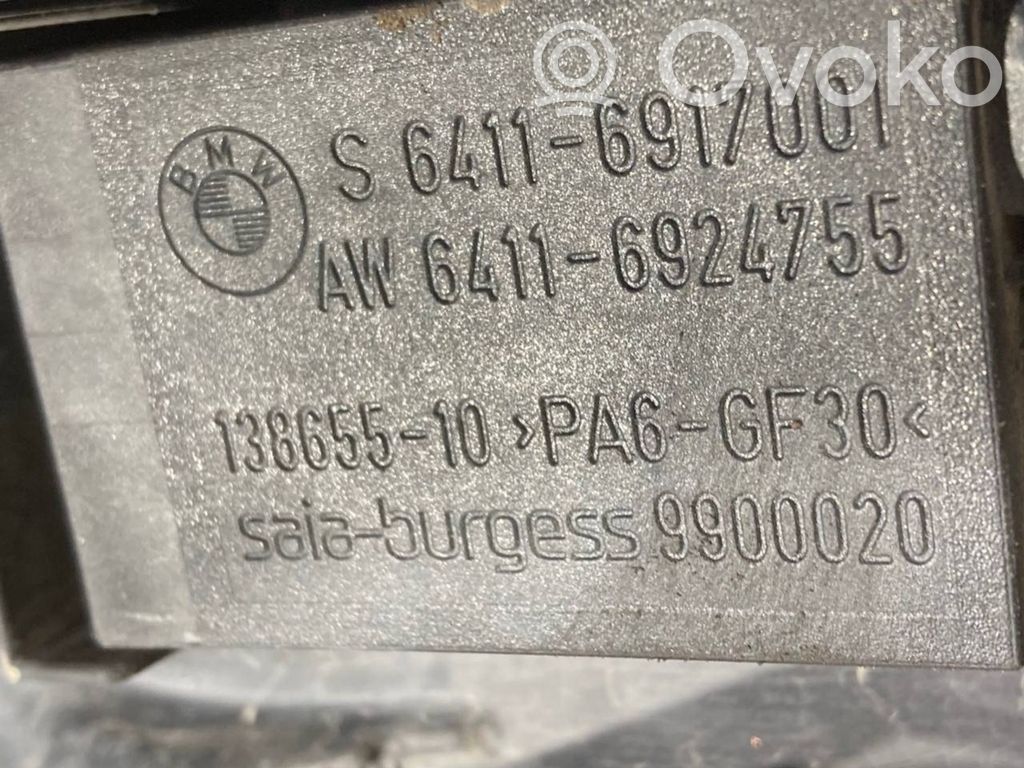 Ovoko ®
BMW
S 6411-6917001
AW 6411-6924755
138655-10 >PA6-GF30<
saia-burgess 9900020